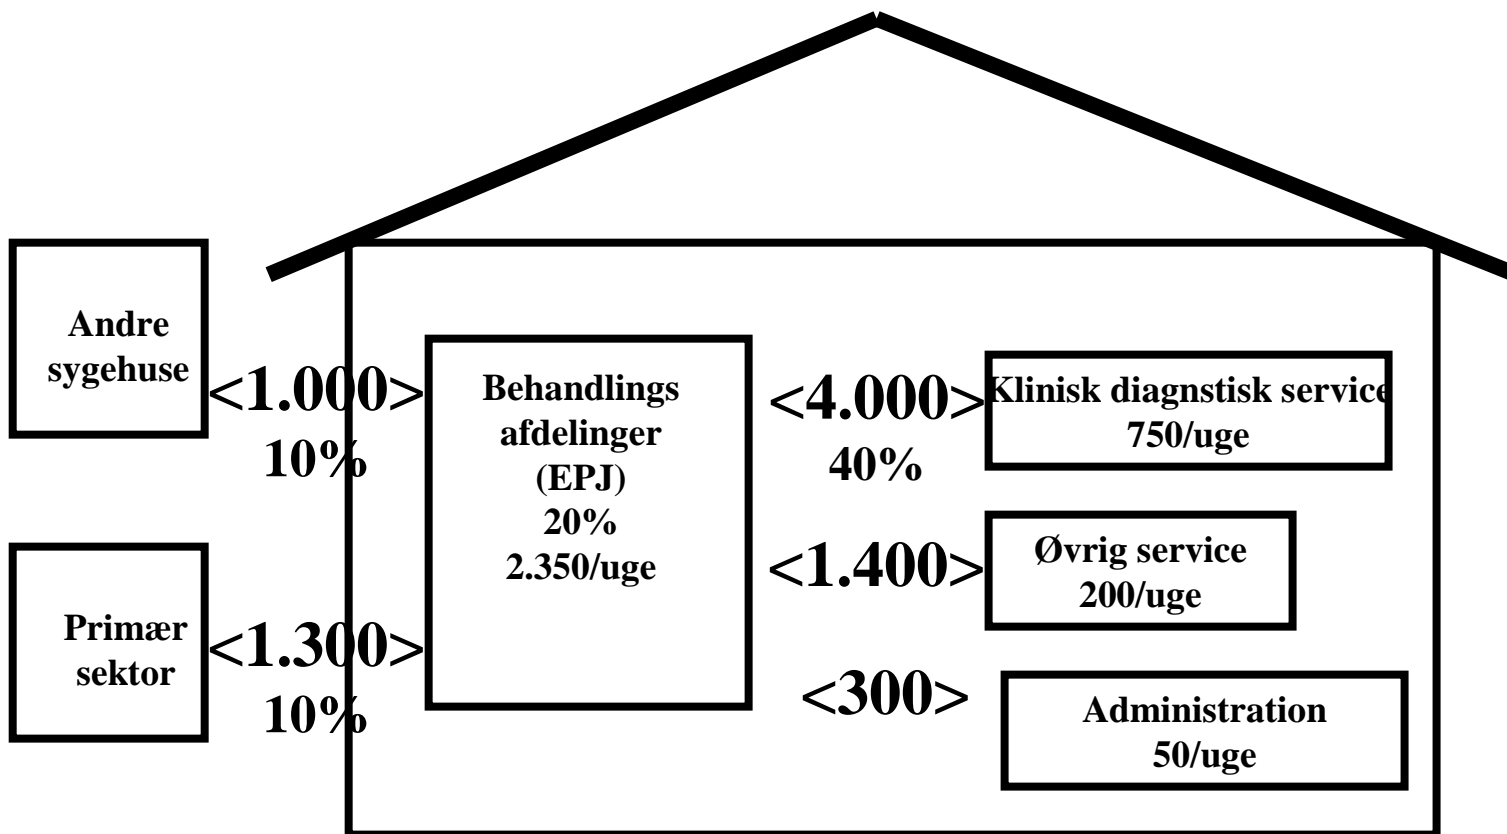 Andre
sygehuse
<1.000>
10%
Primær
sektor
<1.300>
10%
Behandlings
afdelinger
(EPJ)
20%
2.350/uge
<4.000>
40%
Klinisk diagnstisk service
750/uge
<1.400>
Øvrig service
200/uge
<300>
Administration
50/uge